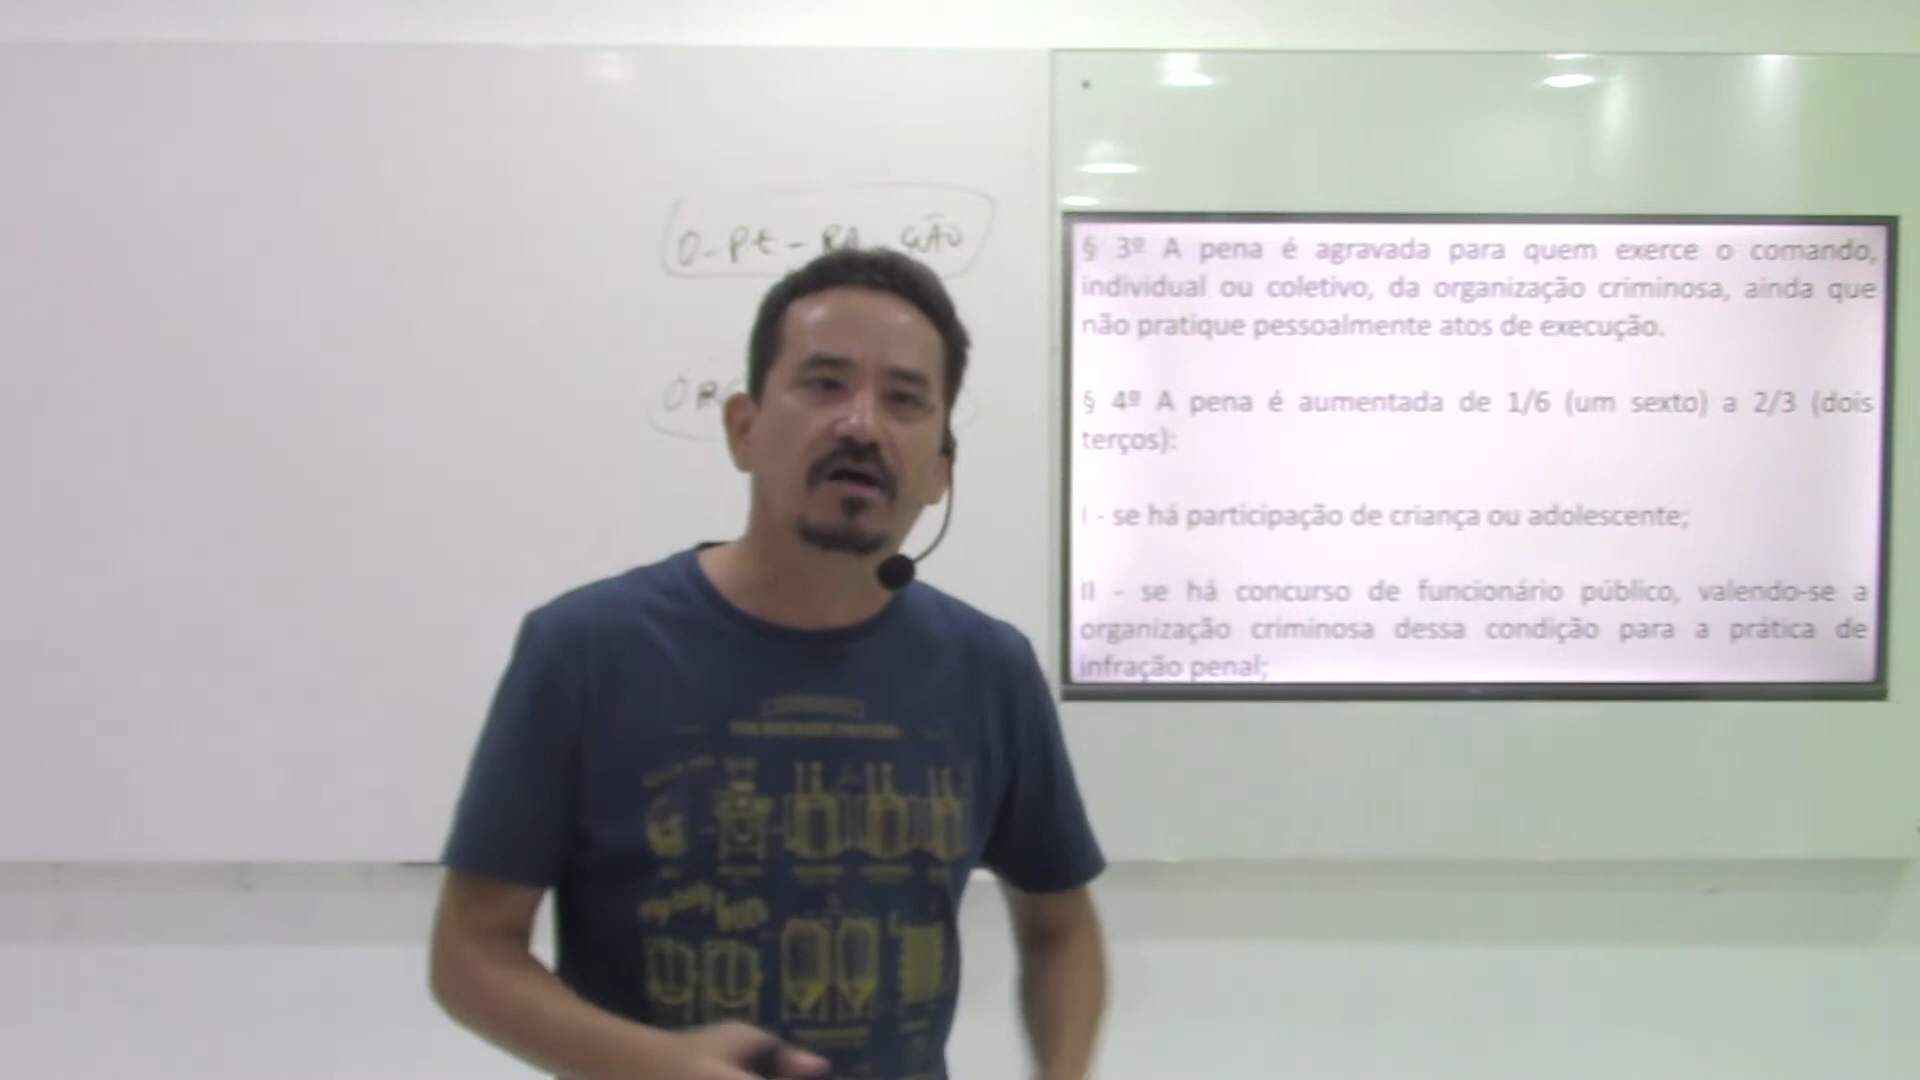 O-PE-RA-ÇÃO
§ 3º A pena é agravada para quem exerce o comando,
individual ou coletivo, da organização criminosa, ainda que
não pratique pessoalmente atos de execução.
§ 4º A pena é aumentada de 1/6 (um sexto) a 2/3 (dois
terços):
I - se há participação de criança ou adolescente;
II - se há concurso de funcionário público, valendo-se a
organização criminosa dessa condição para a prática de
infração penal;